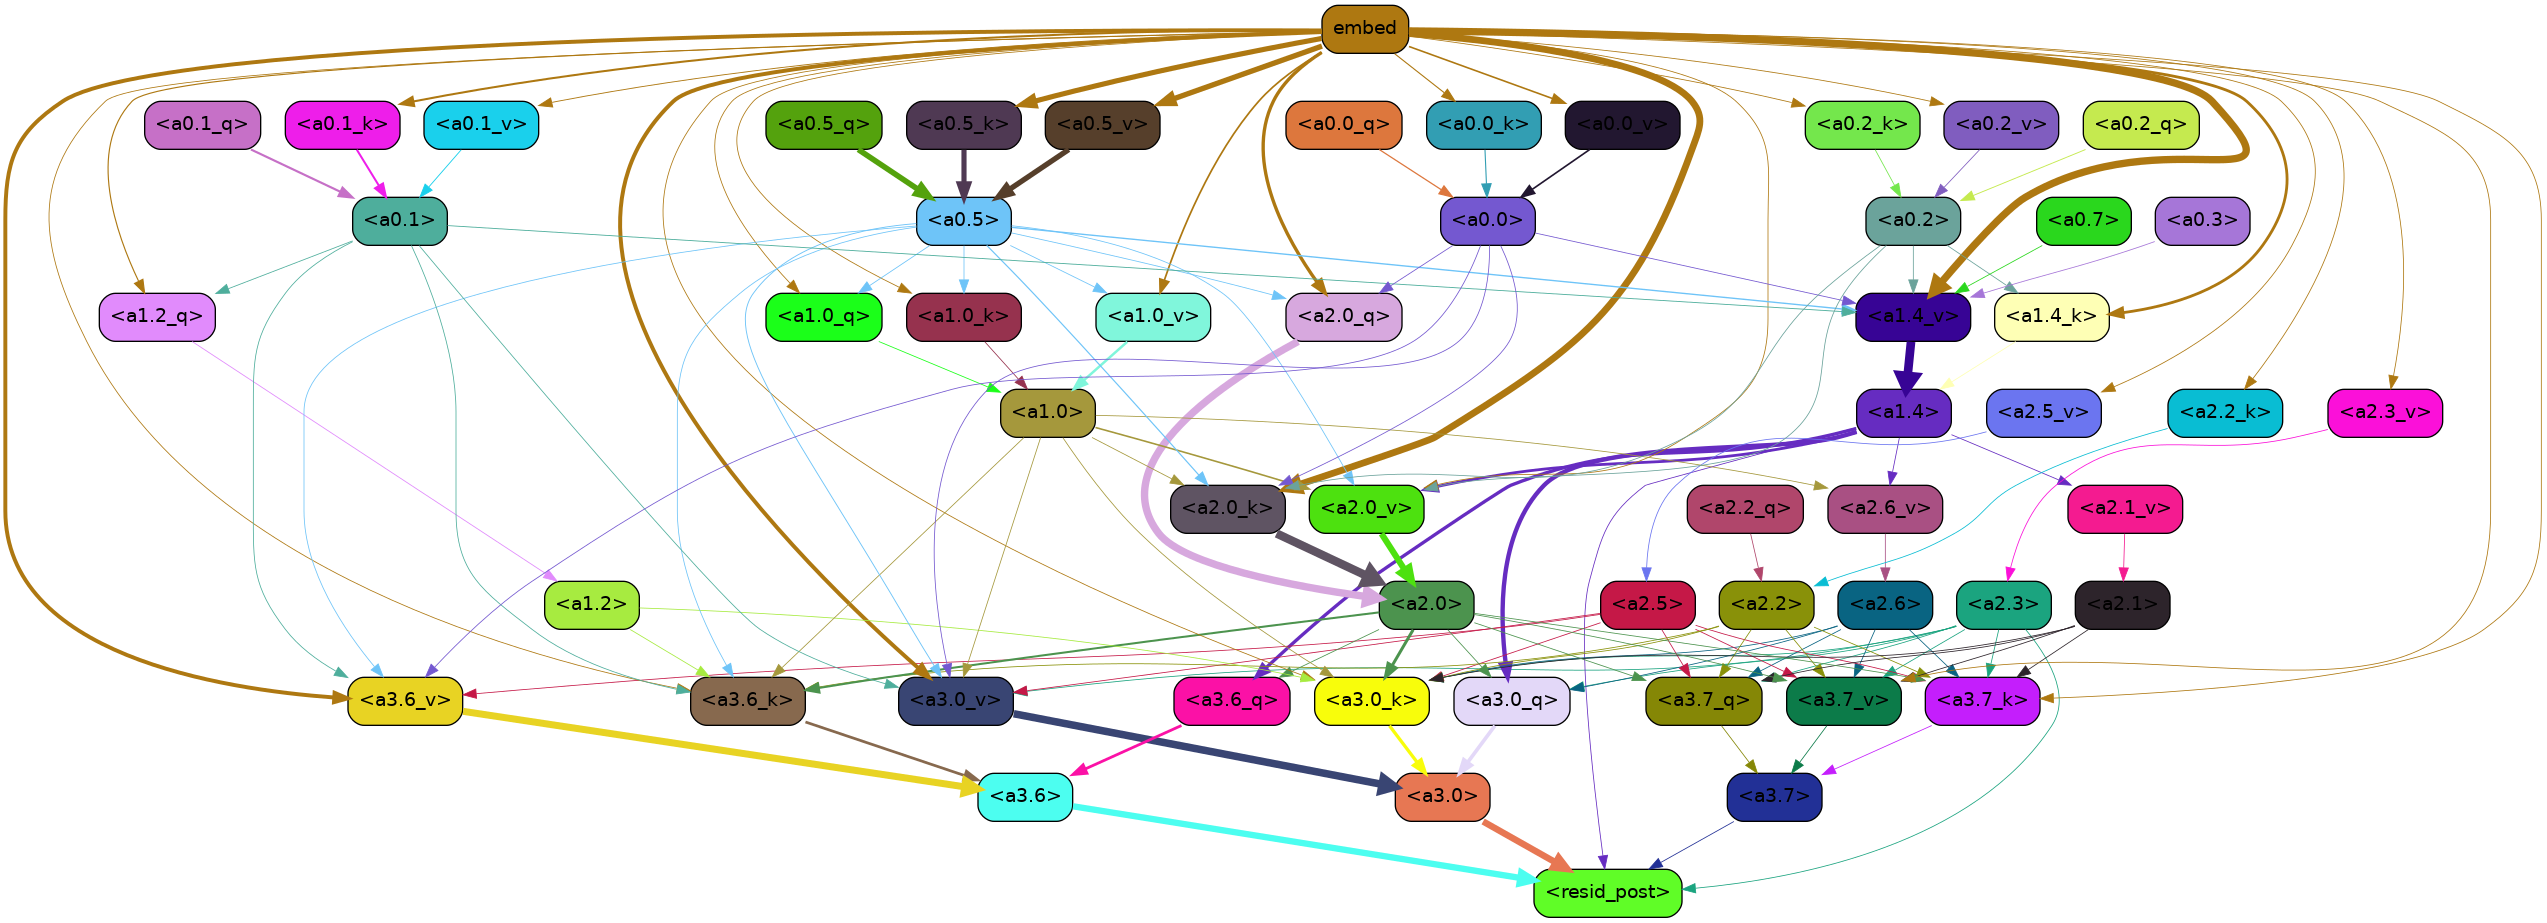 embed
<a0.1_q>
<a0.1_k>
<a0.1_v>
<a0.5_q>
<a0.5_k>
<a0.5_v>
<a0.0_q>
<a0.0_k>
<a0.0_v>
<a0.2_k>
<a0.2_v>
<a0.2_q>
<a0.1>
<a0.5>
<a0.0>
<a0.2>
<a0.7>
<a0.3>
<a1.2_q>
<a1.0_q>
<a1.0_k>
<a1.0_v>
<a2.0_q>
<a1.4_v>
<a1.4_k>
<a1.0>
<a1.4>
<a2.5_v>
<a2.2_k>
<a2.3_v>
<a2.0_k>
<a2.0_v>
<a2.2_q>
<a2.6_v>
<a2.1_v>
<a1.2>
<a2.0>
<a2.5>
<a2.2>
<a2.6>
<a2.3>
<a2.1>
<a3.6_v>
<a3.6_k>
<a3.0_v>
<a3.6_q>
<a3.0_k>
<a3.0_q>
<a3.7_q>
<a3.7_v>
<a3.7_k>
<a3.6>
<a3.0>
<a3.7>
<resid_post>